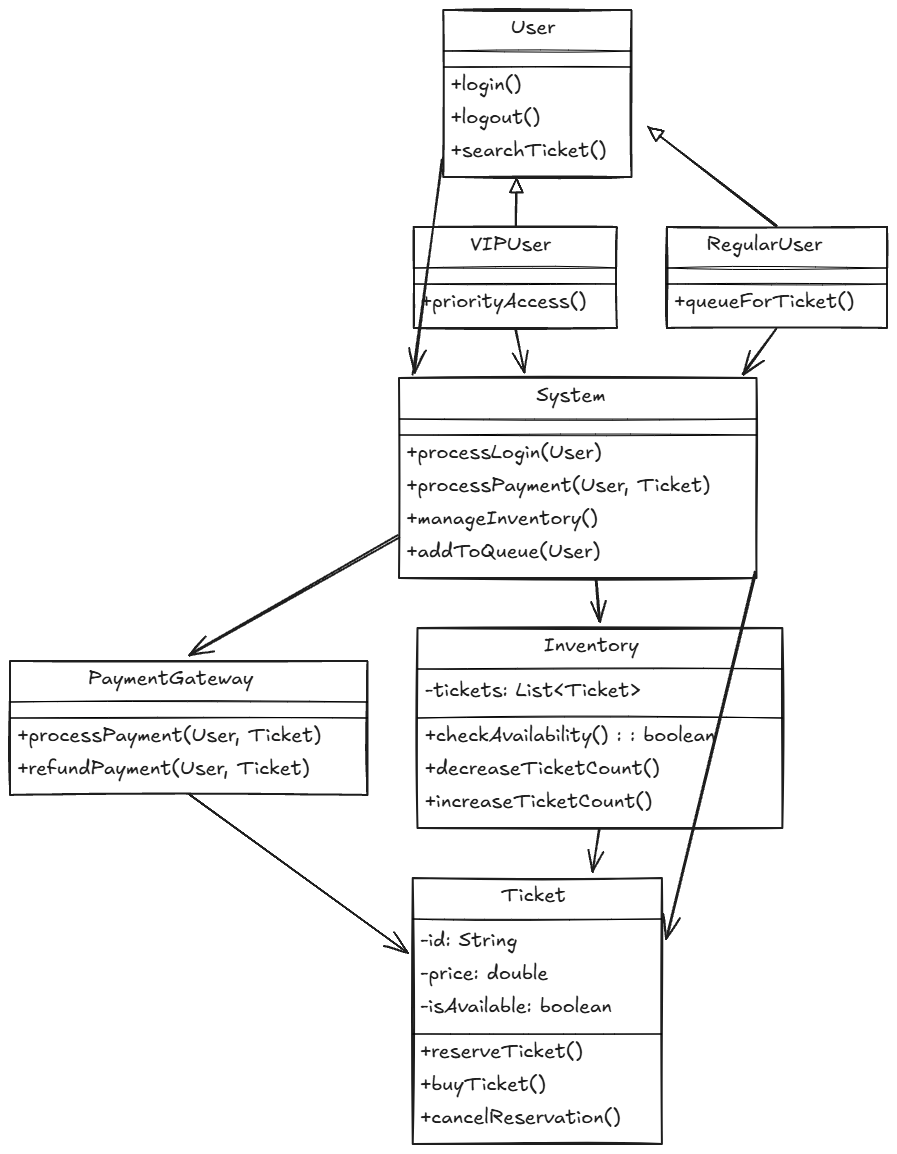 User
+login()
+logout()
+searchTicket()
VIPUser
+priorityAccess()
RegularUser
+queueForTicket()
System
+processLogin(User)
+processPayment(User, Ticket)
+manageInventory()
+addToQueue(User)
PaymentGateway
+processPayment(User, Ticket)
+refundPayment(User, Ticket)
Inventory
-tickets: List<Ticket>
+checkAvailability() : : boolean
+decreaseTicketCount()
+increaseTicketCount()
Ticket
-id: String
-price: double
-isAvailable: boolean
+reserveTicket()
+buyTicket()
+cancelReservation()